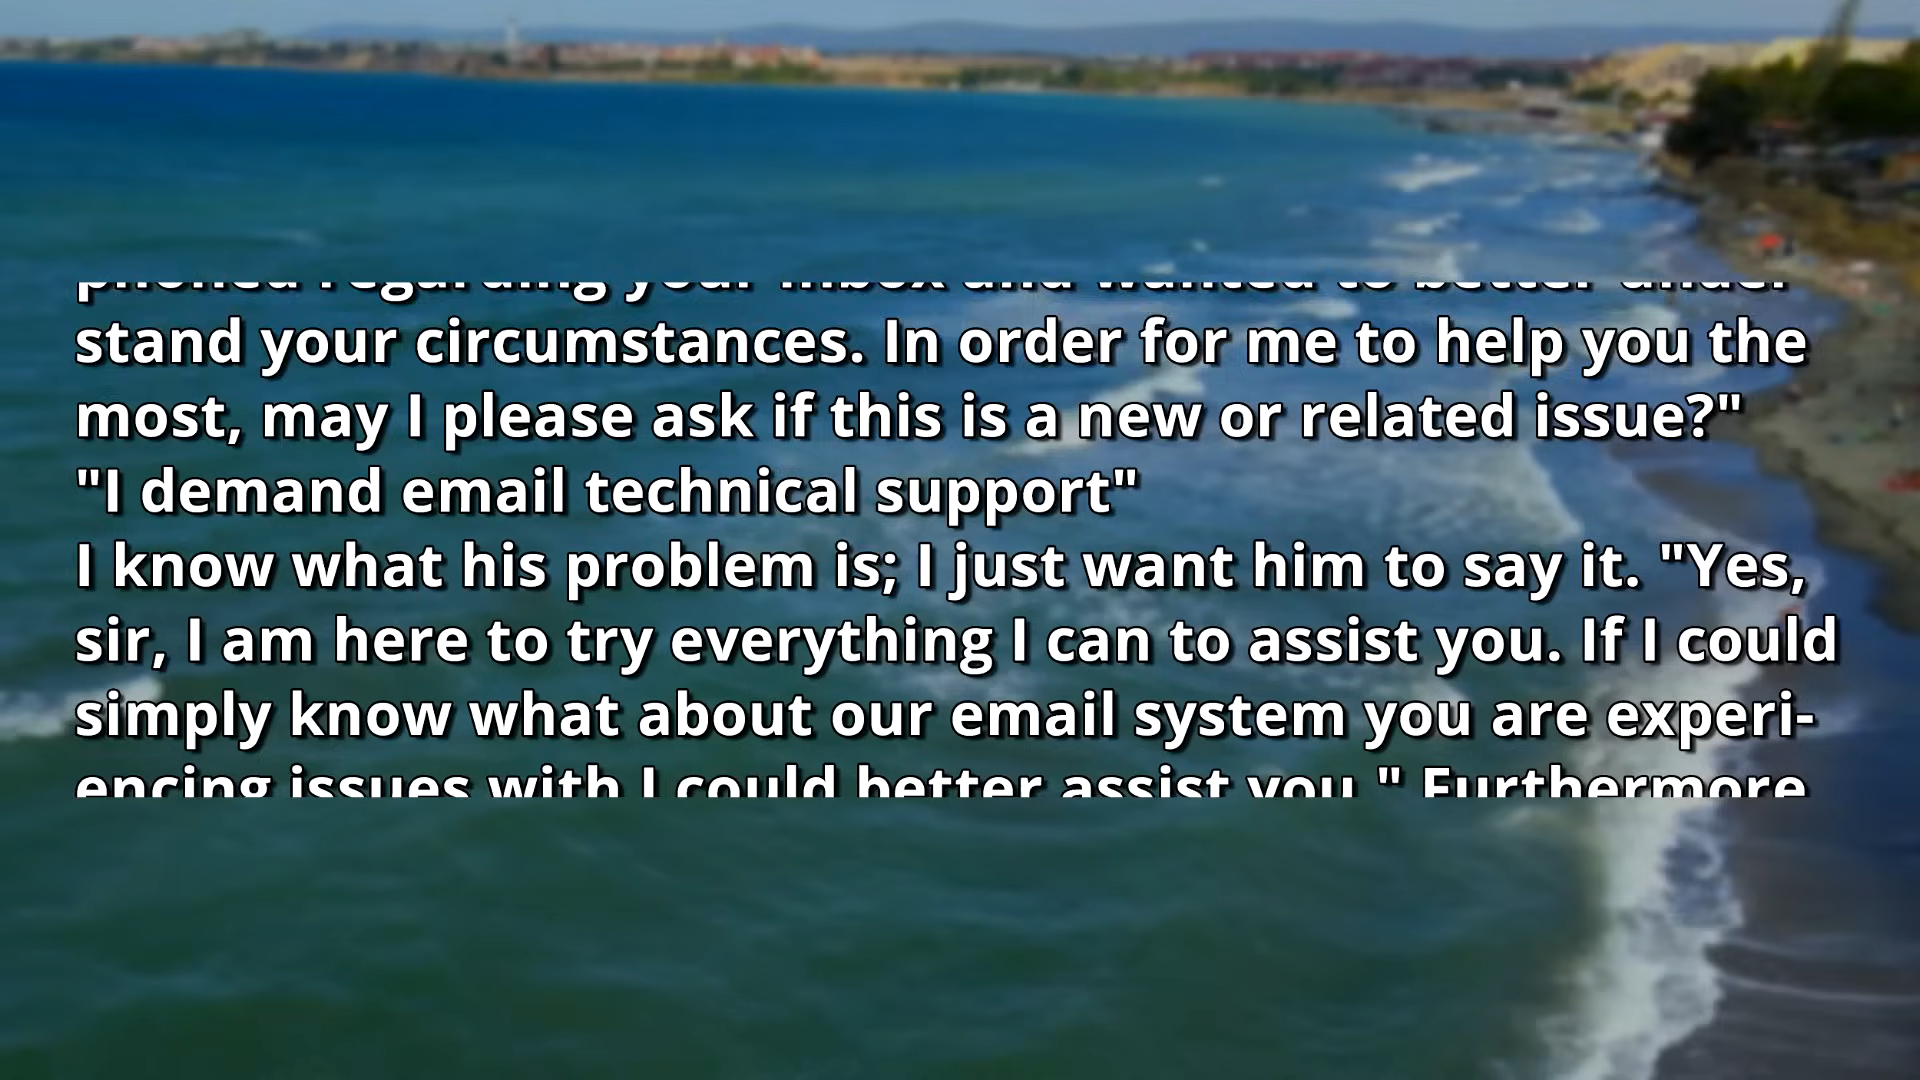 phoned regarding your inbox and wanted to better under
stand your circumstances. In order for me to help you the
most, may I please ask if this is a new or related issue?"
"I demand email technical support"
I know what his problem is; I just want him to say it. "Yes,
sir, I am here to try everything I can to assist you. If I could
simply know what about our email system you are experi-
encing issues with I could better assist you." Furthermore